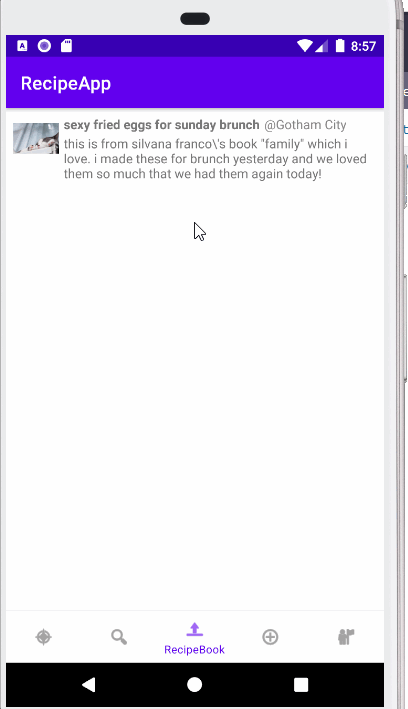 8:57
RecipeApp
sexy fried eggs for sunday brunch @Gotham City
this is from silvana franco\'s book "family" which i
love. i made these for brunch yesterday and we loved
them so much that we had them again today!
RecipeBook